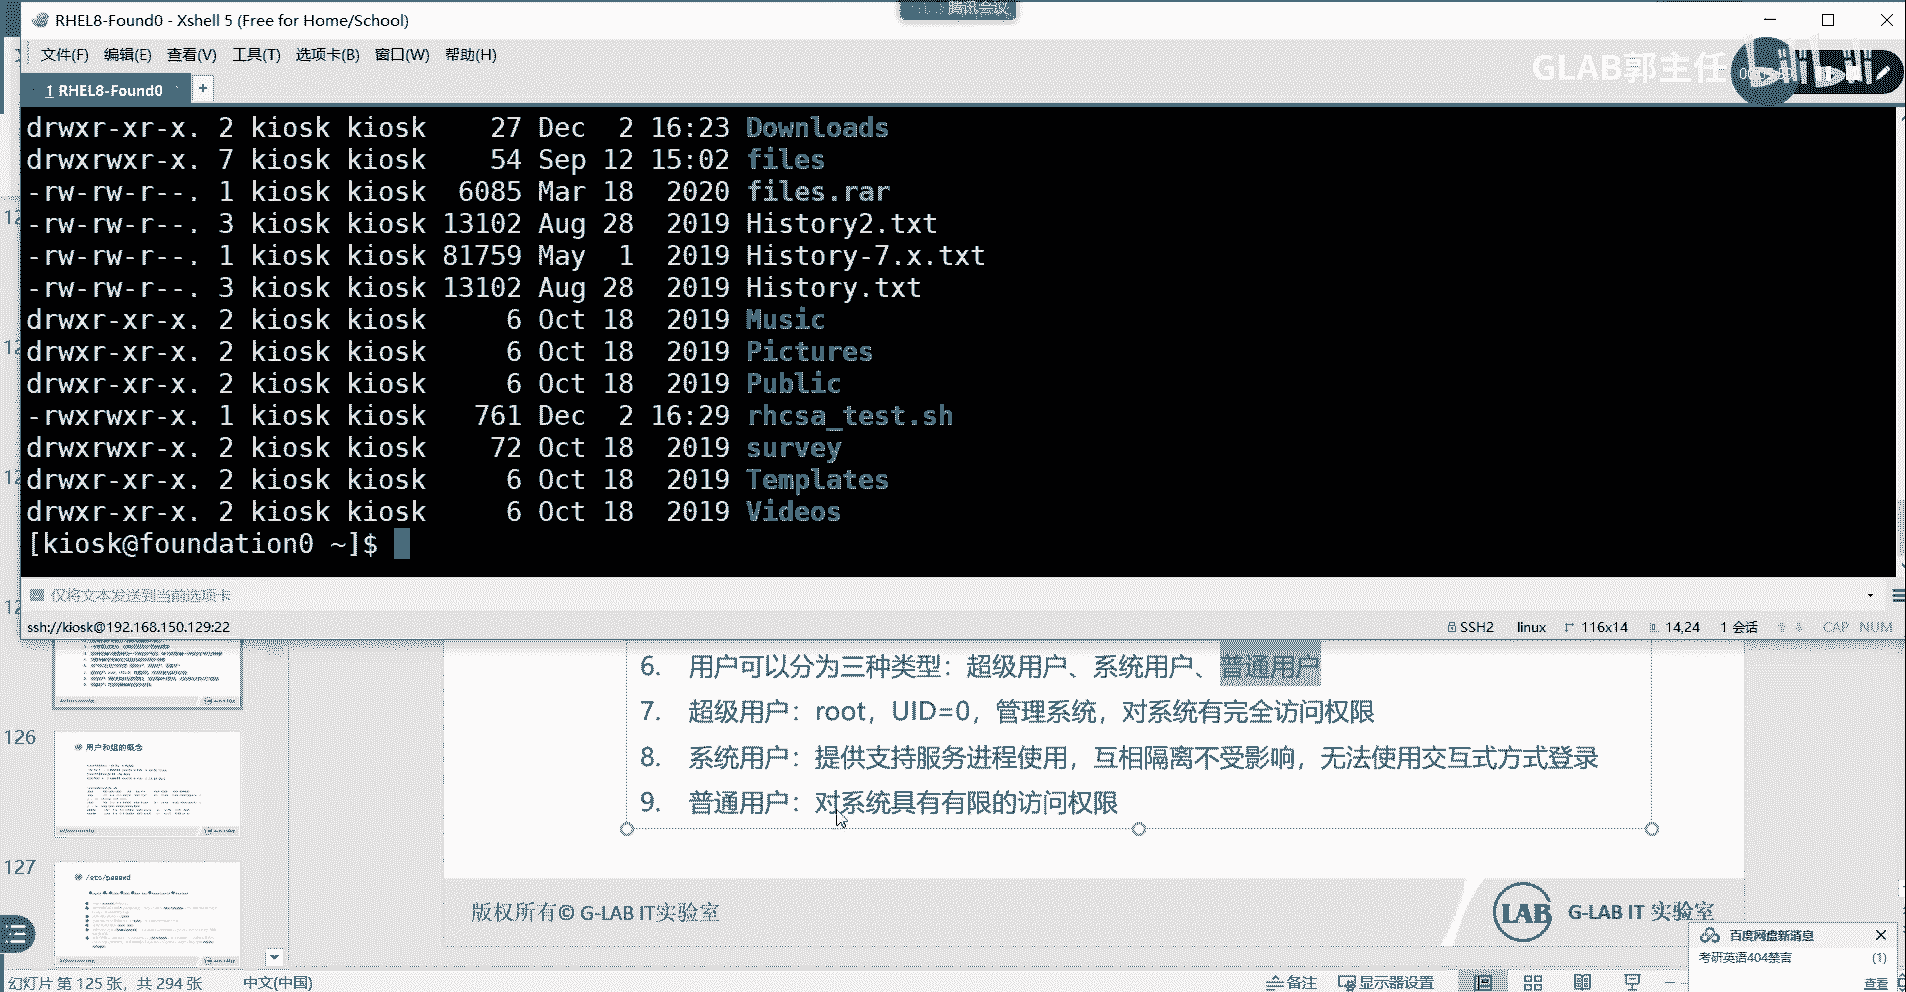 RHEL8-Found0 - Xshell 5 (Free for Home/School)
腾讯会议
文件(F) 编辑(E) 查看(V) 工具(T) 选项卡(B) 窗口(W) 帮助(H)
GLAB郭主任
1 RHEL8-Found0 +
drwxr-xr-x. 2 kiosk kiosk 27 Dec 2 16:23 Downloads
drwxrwxr-x. 7 kiosk kiosk 54 Sep 12 15:02 files
-rw-rw-r--. 1 kiosk kiosk 6085 Mar 18 2020 files.rar
-rw-rw-r--. 3 kiosk kiosk 13102 Aug 28 2019 History2.txt
-rw-rw-r--. 1 kiosk kiosk 81759 May 1 2019 History-7.x.txt
-rw-rw-r--. 3 kiosk kiosk 13102 Aug 28 2019 History.txt
drwxr-xr-x. 2 kiosk kiosk 6 Oct 18 2019 Music
drwxr-xr-x. 2 kiosk kiosk 6 Oct 18 2019 Pictures
drwxr-xr-x. 2 kiosk kiosk 6 Oct 18 2019 Public
-rwxrwxr-x. 1 kiosk kiosk 761 Dec 2 16:29 rhcsa_test.sh
drwxrwxr-x. 2 kiosk kiosk 72 Oct 18 2019 survey
drwxr-xr-x. 2 kiosk kiosk 6 Oct 18 2019 Templates
drwxr-xr-x. 2 kiosk kiosk 6 Oct 18 2019 Videos
[kiosk@foundation0 ~]$
仅将文本发送到当前选项卡
ssh://kiosk@192.168.150.129:22 SSH2 linux 116x14 14,24 1 会话 CAP NUM
6. 用户可以分为三种类型：超级用户、系统用户、普通用户
7. 超级用户：root，UID=0，管理系统，对系统有完全访问权限
8. 系统用户：提供支持服务进程使用，互相隔离不受影响，无法使用交互式方式登录
9. 普通用户：对系统具有有限的访问权限
126
用户和组的概念
127
/etc/passwd
版权所有© G-LAB IT实验室
LAB G-LAB IT 实验室
百度网盘新消息
考研英语404禁言 (1)
查看
幻灯片 第 125 张，共 294 张 中文(中国) 备注 显示器设置